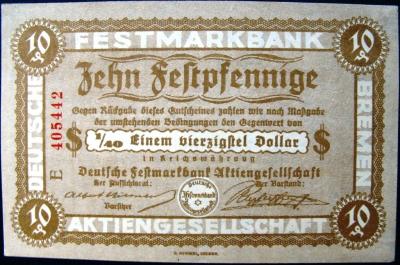 10
FESTMARKBANK
10
DEUTSCHE
BREMEN
Zehn Festpfennige
Gegen Rückgabe dieses Gutscheines zahlen wir nach Maßgabe
der umstehenden Bedingungen den Gegenwert von
$ Einem vierzigstel Dollar $
in Reichswährung
Deutsche Festmarkbank Aktiengesellschaft
Der Aufsichtsrat:
Der Vorstand:
Vorsitzer
E 405442
10
AKTIENGESELLSCHAFT
10